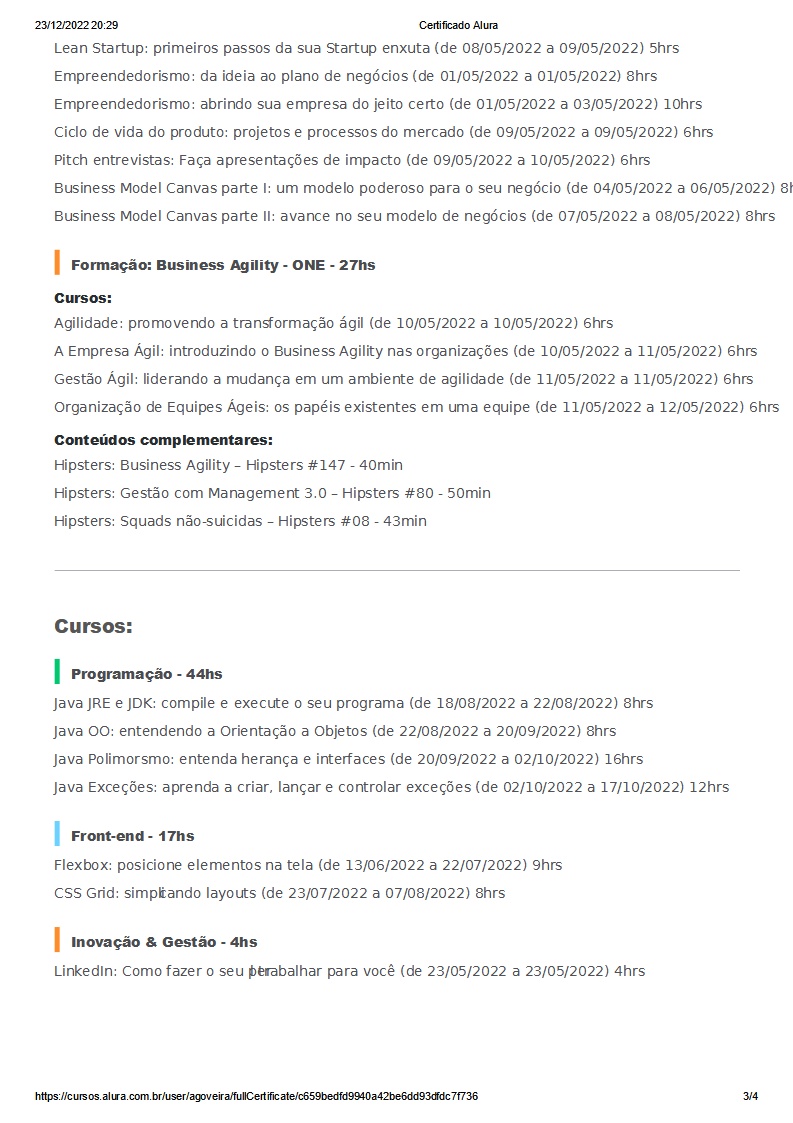 23/12/2022 20:29 Certificado Alura
Lean Startup: primeiros passos da sua Startup enxuta (de 08/05/2022 a 09/05/2022) 5hrs
Empreendedorismo: da ideia ao plano de negócios (de 01/05/2022 a 01/05/2022) 8hrs
Empreendedorismo: abrindo sua empresa do jeito certo (de 01/05/2022 a 03/05/2022) 10hrs
Ciclo de vida do produto: projetos e processos do mercado (de 09/05/2022 a 09/05/2022) 6hrs
Pitch entrevistas: Faça apresentações de impacto (de 09/05/2022 a 10/05/2022) 6hrs
Business Model Canvas parte I: um modelo poderoso para o seu negócio (de 04/05/2022 a 06/05/2022) 8h
Business Model Canvas parte II: avance no seu modelo de negócios (de 07/05/2022 a 08/05/2022) 8hrs
Formação: Business Agility - ONE - 27hs
Cursos:
Agilidade: promovendo a transformação ágil (de 10/05/2022 a 10/05/2022) 6hrs
A Empresa Ágil: introduzindo o Business Agility nas organizações (de 10/05/2022 a 11/05/2022) 6hrs
Gestão Ágil: liderando a mudança em um ambiente de agilidade (de 11/05/2022 a 11/05/2022) 6hrs
Organização de Equipes Ágeis: os papéis existentes em uma equipe (de 11/05/2022 a 12/05/2022) 6hrs
Conteúdos complementares:
Hipsters: Business Agility – Hipsters #147 - 40min
Hipsters: Gestão com Management 3.0 – Hipsters #80 - 50min
Hipsters: Squads não-suicidas – Hipsters #08 - 43min
Cursos:
Programação - 44hs
Java JRE e JDK: compile e execute o seu programa (de 18/08/2022 a 22/08/2022) 8hrs
Java OO: entendendo a Orientação a Objetos (de 22/08/2022 a 20/09/2022) 8hrs
Java Polimorsmo: entenda herança e interfaces (de 20/09/2022 a 02/10/2022) 16hrs
Java Exceções: aprenda a criar, lançar e controlar exceções (de 02/10/2022 a 17/10/2022) 12hrs
Front-end - 17hs
Flexbox: posicione elementos na tela (de 13/06/2022 a 22/07/2022) 9hrs
CSS Grid: layouts (de 23/07/2022 a 07/08/2022) 8hrs
Inovação & Gestão - 4hs
LinkedIn: Como fazer o seu para você (de 23/05/2022 a 23/05/2022) 4hrs
https://cursos.alura.com.br/user/agoveira/fullCertificate/c659bedfd9940a42be6dd93dfdc7f736 3/4